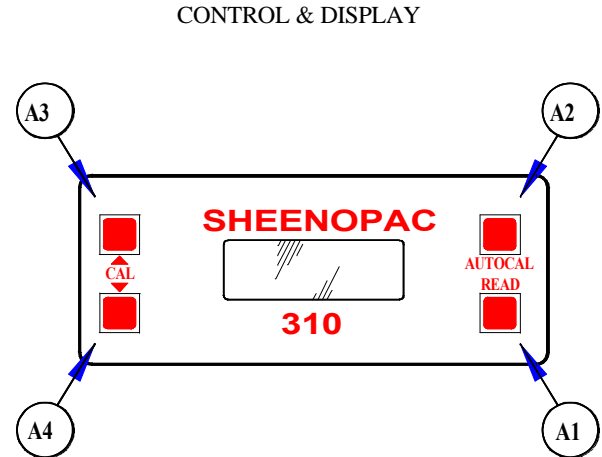 CONTROL & DISPLAY
A3
A2
SHEENOPAC
CAL
AUTOCAL
READ
310
A4
A1